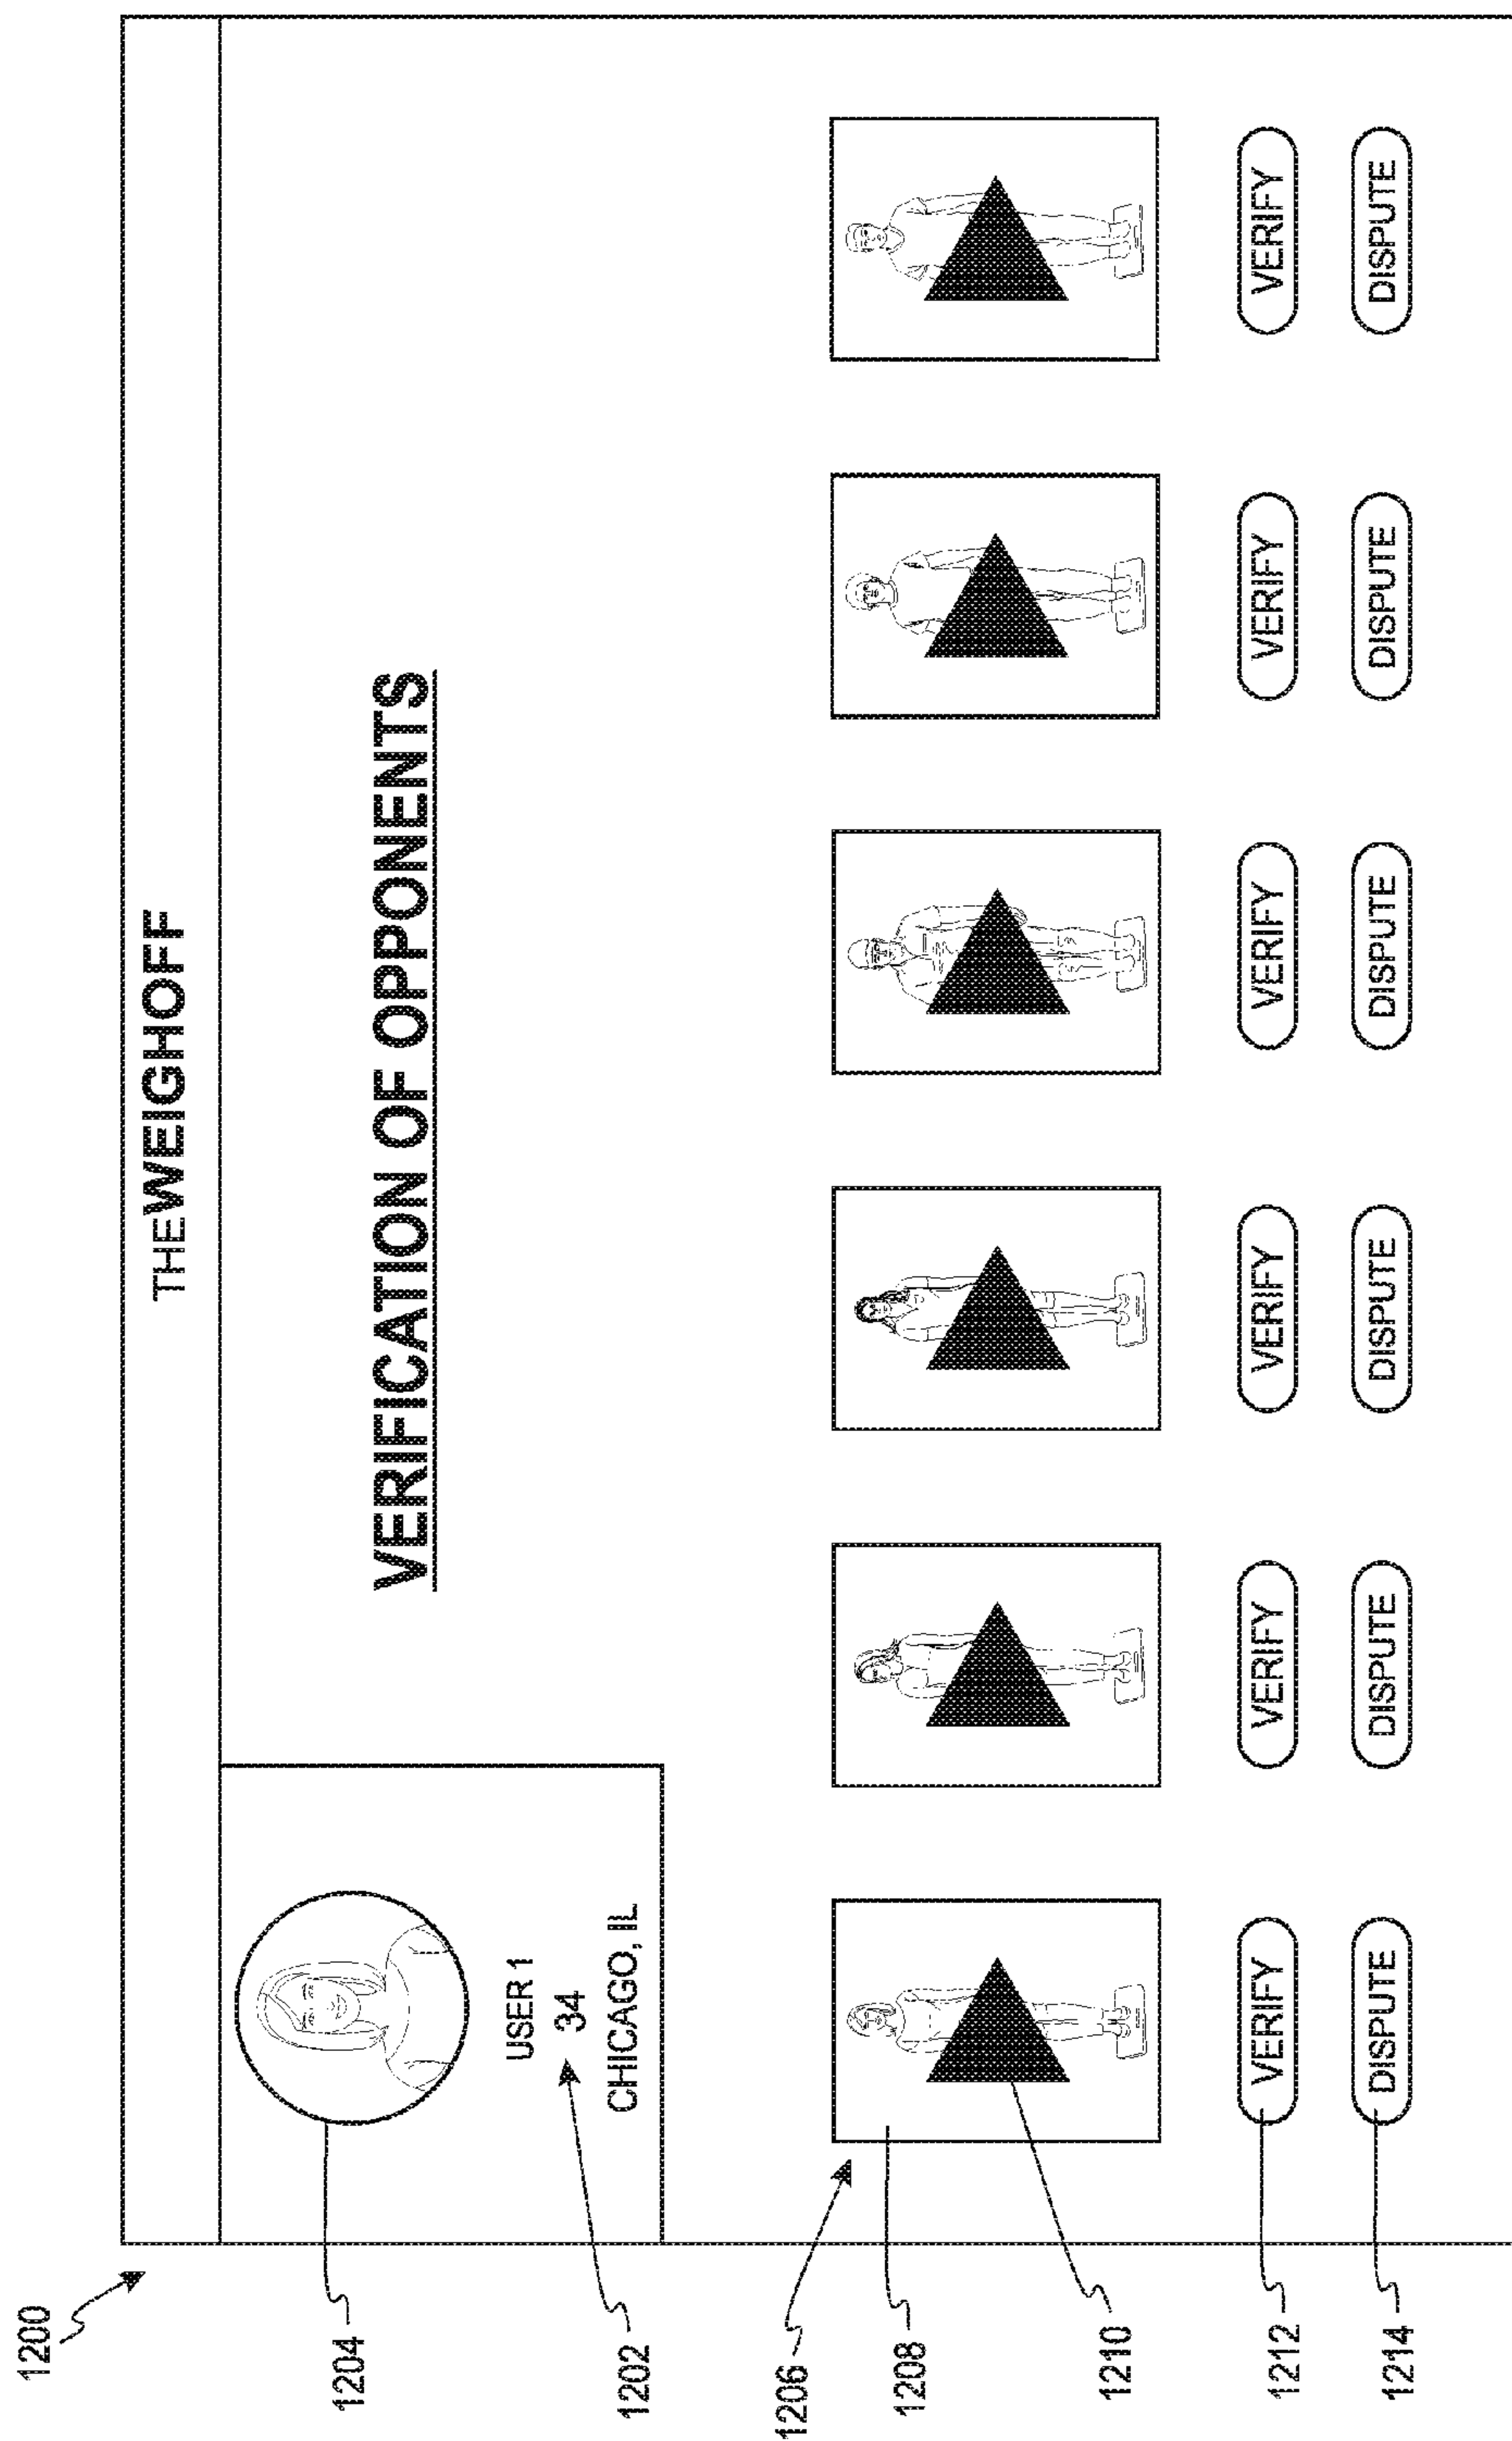 1200
THEWEIGHOFF
1204
USER 1
34
CHICAGO, IL
1202
VERIFICATION OF OPPONENTS
1206
1208
1210
1212
VERIFY VERIFY VERIFY VERIFY VERIFY VERIFY
1214
DISPUTE DISPUTE DISPUTE DISPUTE DISPUTE DISPUTE